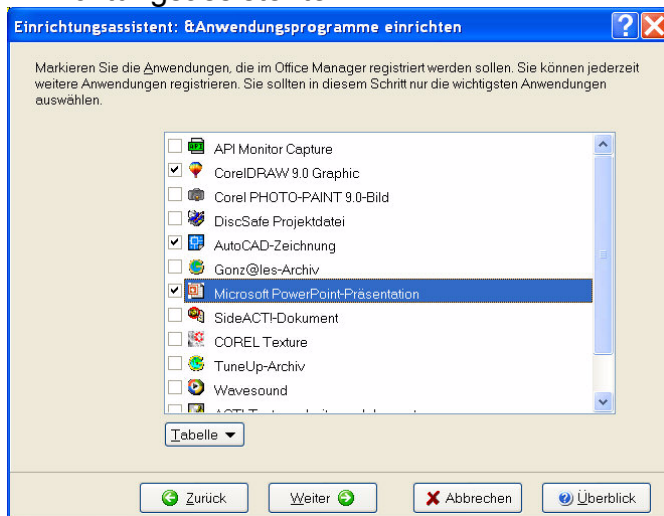 Einrichtungsassistent: &Anwendungsprogramme einrichten
Markieren Sie die Anwendungen, die im Office Manager registriert werden sollen. Sie können jederzeit
weitere Anwendungen registrieren. Sie sollten in diesem Schritt nur die wichtigsten Anwendungen
auswählen.
API Monitor Capture
CorelDRAW 9.0 Graphic
Corel PHOTO-PAINT 9.0-Bild
DiscSafe Projektdatei
AutoCAD-Zeichnung
Gonz@les-Archiv
Microsoft PowerPoint-Präsentation
SideACT!-Dokument
COREL Texture
TuneUp-Archiv
Wavesound
Tabelle
Zurück Weiter Abbrechen Überblick